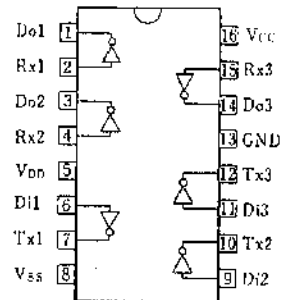 Do1 1
16 Vcc
Rx1 2
15 Rx3
Do2 3
14 Do3
Rx2 4
13 GND
VDD 5
12 Tx3
Di1 6
11 Di3
Tx1 7
10 Tx2
Vss 8
9 Di2